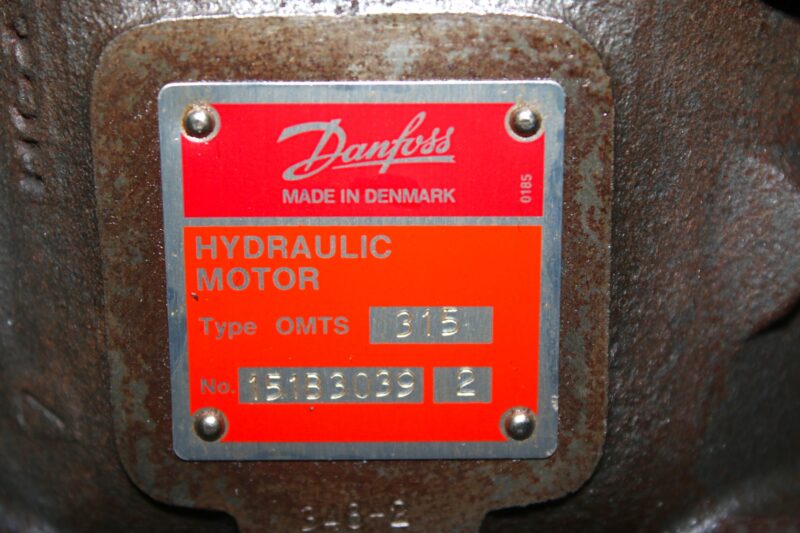 Danfoss
MADE IN DENMARK
0185
HYDRAULIC
MOTOR
Type OMTS 315
No. 151B3039 2
348-2